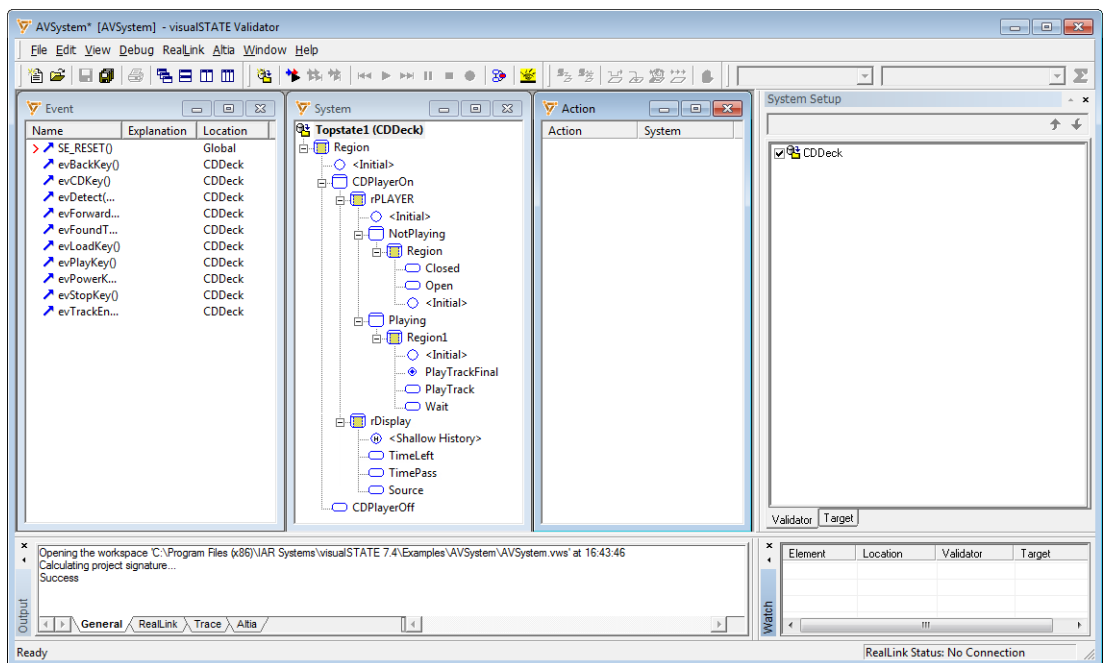 AVSystem* [AVSystem] - visualSTATE Validator
File Edit View Debug RealLink Altia Window Help
Event
Name Explanation Location
SE_RESET() Global
evBackKey() CDDeck
evCDKey() CDDeck
evDetect(... CDDeck
evForward... CDDeck
evFoundT... CDDeck
evLoadKey() CDDeck
evPlayKey() CDDeck
evPowerK... CDDeck
evStopKey() CDDeck
evTrackEn... CDDeck
System
Topstate1 (CDDeck)
Region
<Initial>
CDPlayerOn
rPLAYER
<Initial>
NotPlaying
Region
Closed
Open
<Initial>
Playing
Region1
<Initial>
PlayTrackFinal
PlayTrack
Wait
rDisplay
H <Shallow History>
TimeLeft
TimePass
Source
CDPlayerOff
Action
Action System
System Setup
CDDeck
Validator Target
Opening the workspace 'C:\Program Files (x86)\IAR Systems\visualSTATE 7.4\Examples\AVSystem\AVSystem.vws' at 16:43:46
Calculating project signature...
Success
Output
General RealLink Trace Altia
Watch
Element Location Validator Target
Ready
RealLink Status: No Connection